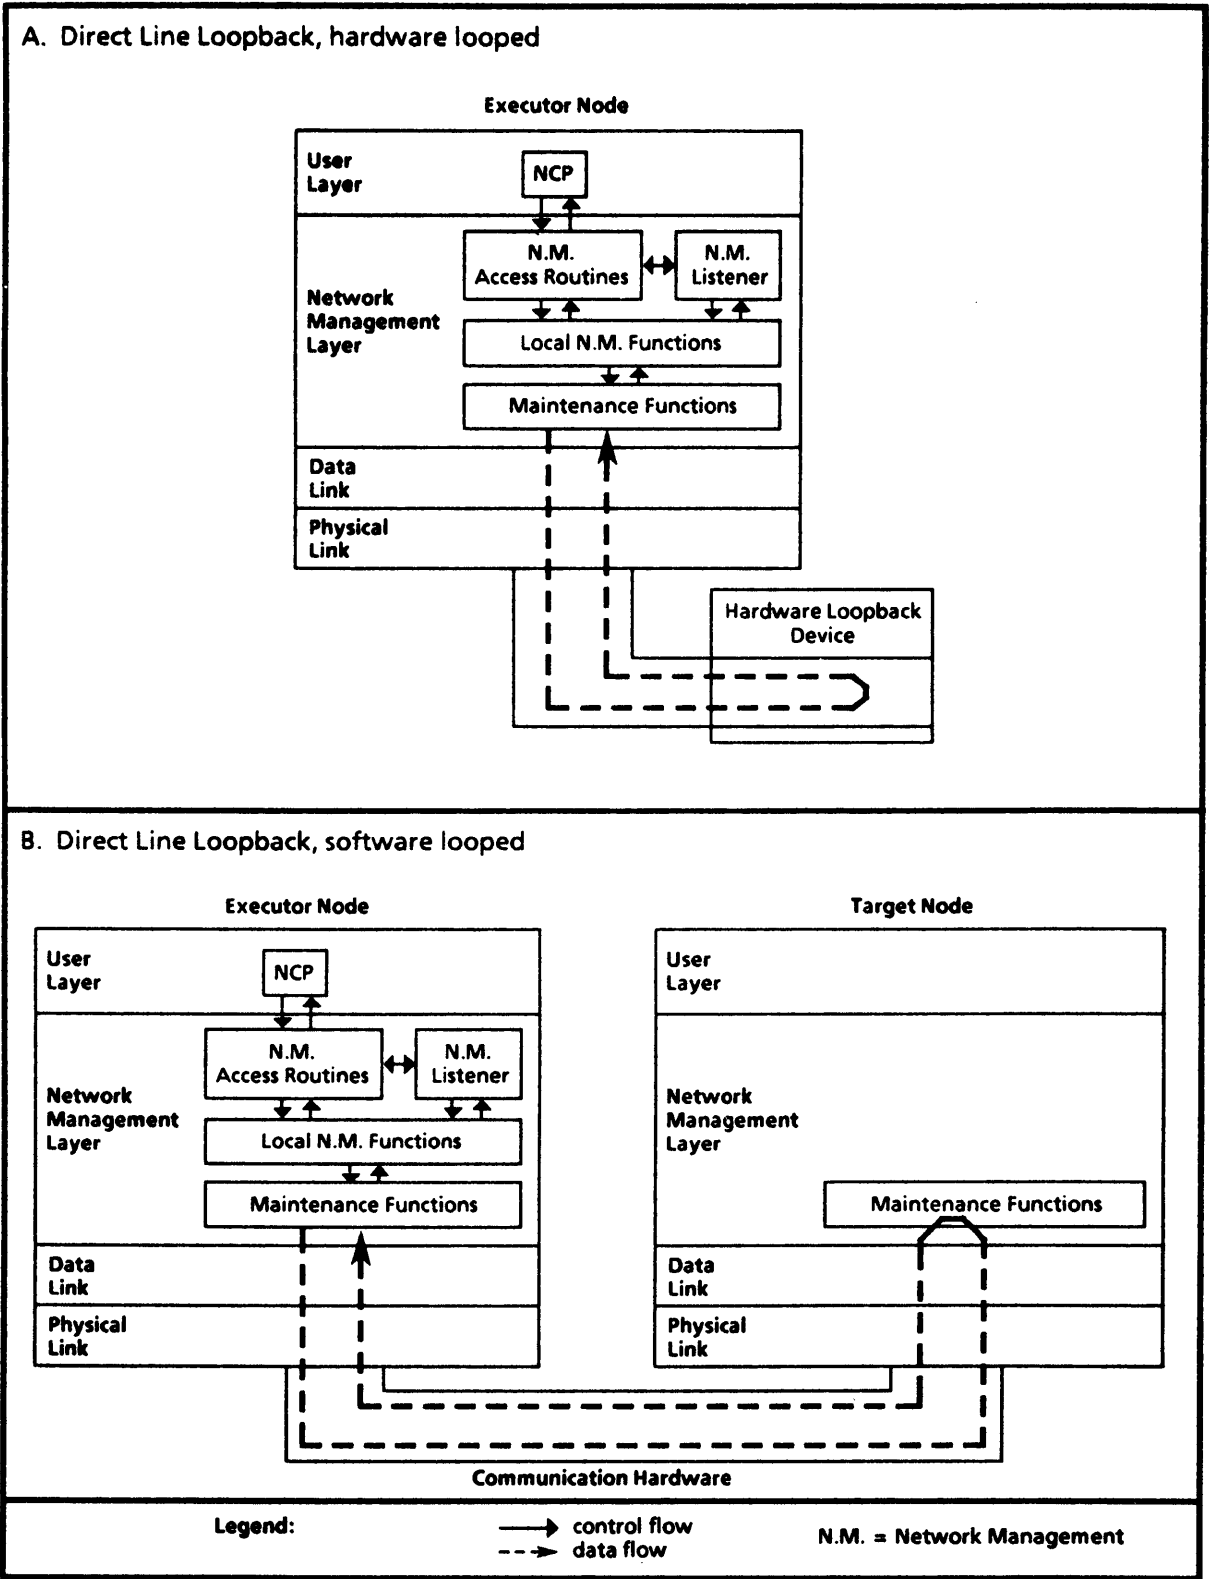 A. Direct Line Loopback, hardware looped
Executor Node
User
Layer
NCP
N.M.
Access Routines
N.M.
Listener
Network
Management
Layer
Local N.M. Functions
Maintenance Functions
Data
Link
Physical
Link
Hardware Loopback
Device
B. Direct Line Loopback, software looped
Executor Node
User
Layer
NCP
N.M.
Access Routines
N.M.
Listener
Network
Management
Layer
Local N.M. Functions
Maintenance Functions
Data
Link
Physical
Link
Target Node
User
Layer
Network
Management
Layer
Maintenance Functions
Data
Link
Physical
Link
Communication Hardware
Legend:
control flow
data flow
N.M. = Network Management